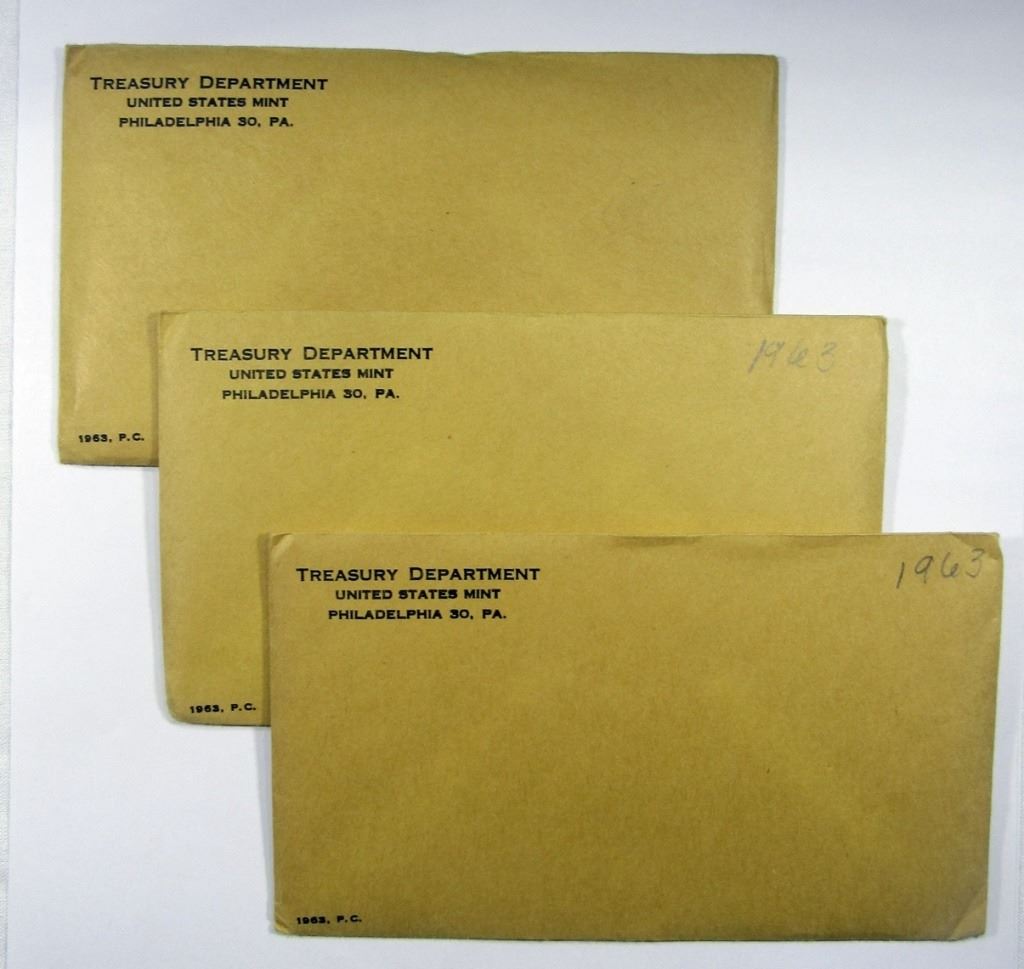 TREASURY DEPARTMENT
UNITED STATES MINT
PHILADELPHIA 30, PA.
1963, P.C.
TREASURY DEPARTMENT
UNITED STATES MINT
PHILADELPHIA 30, PA.
1963
1963, P.C.
TREASURY DEPARTMENT
UNITED STATES MINT
PHILADELPHIA 30, PA.
1963
1963, P.C.